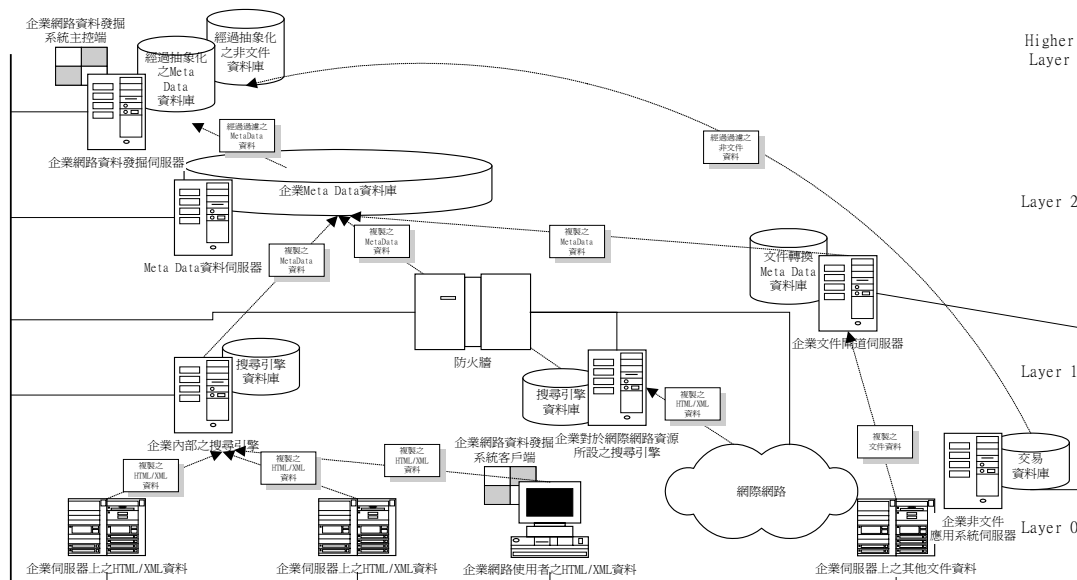 企業網路資料發掘
系統主控端
經過抽象化
之非文件
資料庫
經過抽象化
之Meta
Data
資料庫
Higher
Layer
企業網路資料發掘伺服器
經過過濾之
MetaData
資料
經過過濾之
非文件
資料
企業Meta Data資料庫
Layer 2
Meta Data資料伺服器
複製之
MetaData
資料
複製之
MetaData
資料
複製之
MetaData
資料
文件轉換
Meta Data
資料庫
企業文件閘道伺服器
防火牆
搜尋引擎
資料庫
搜尋引擎
資料庫
Layer 1
複製之
HTML/XML
資料
企業內部之搜尋引擎
企業網路資料發掘
系統客戶端
企業對於網際網路資源
所設之搜尋引擎
複製之
文件資料
交易
資料庫
複製之
HTML/XML
資料
複製之
HTML/XML
資料
複製之
HTML/XML
資料
網際網路
企業非文件
應用系統伺服器
Layer 0
企業伺服器上之HTML/XML資料
企業伺服器上之HTML/XML資料
企業網路使用者之HTML/XML資料
企業伺服器上之其他文件資料